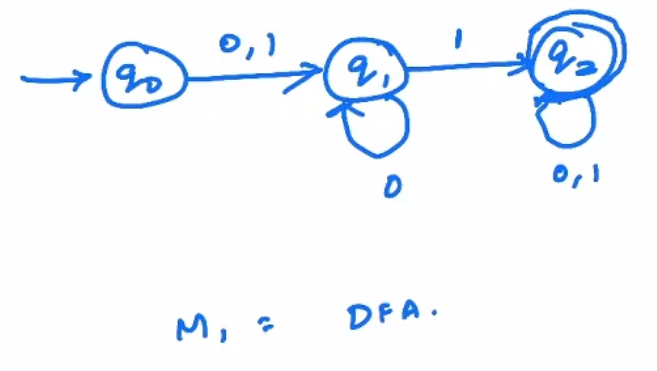 0,1 1
q0 q1 q2
0 0,1
M1 = DFA.